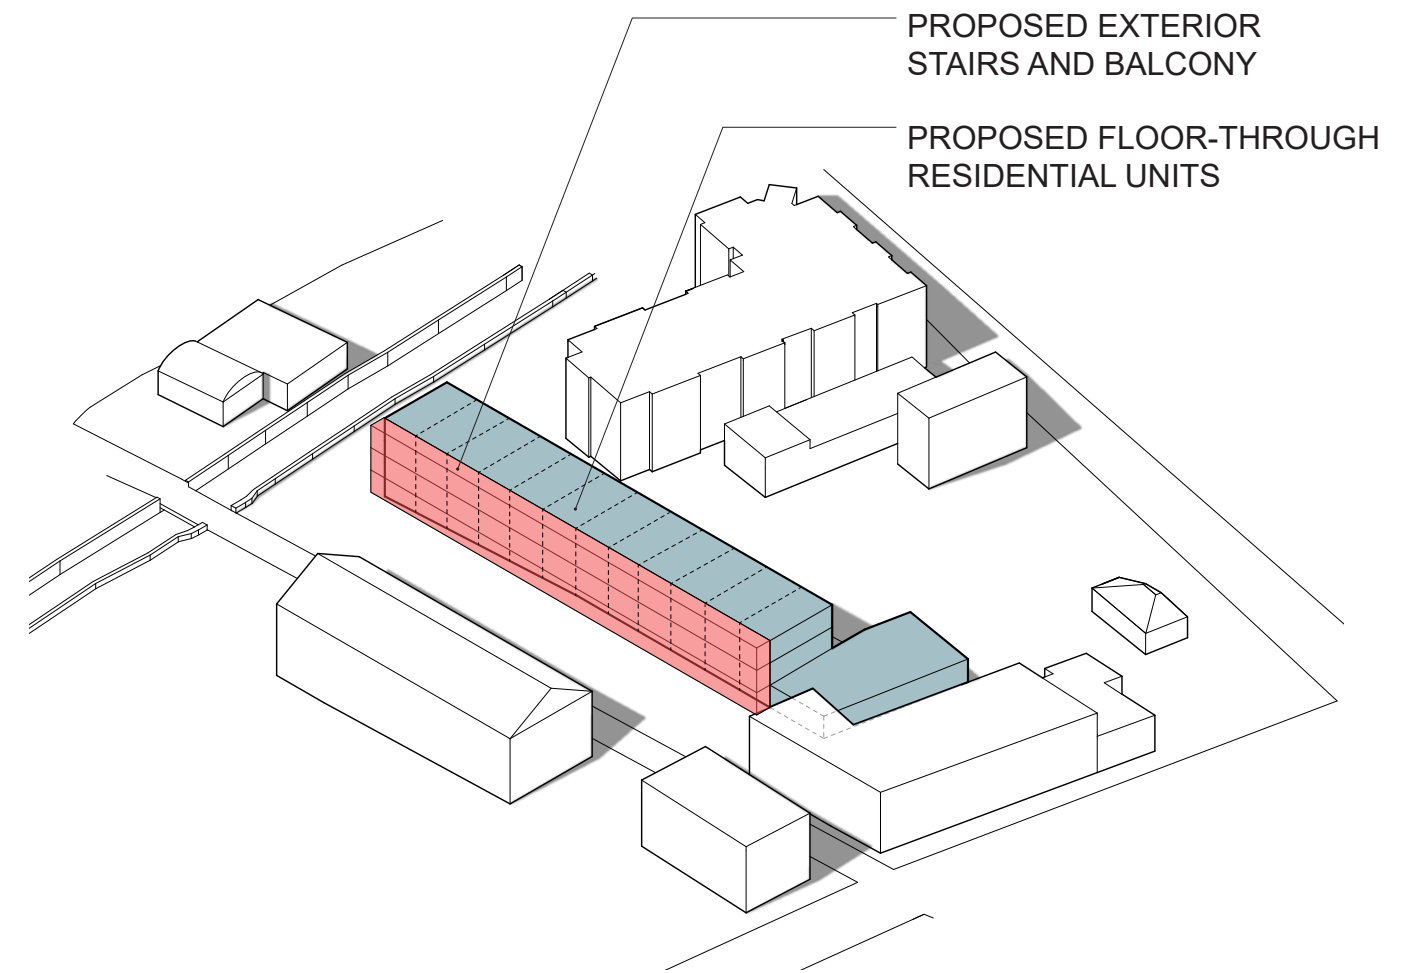 PROPOSED EXTERIOR
STAIRS AND BALCONY
PROPOSED FLOOR-THROUGH
RESIDENTIAL UNITS